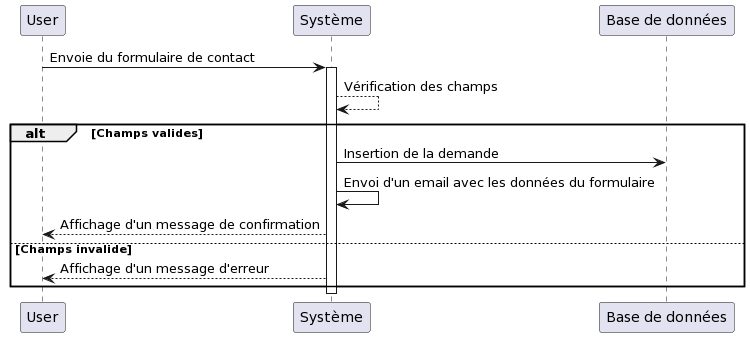 User
Système
Base de données
Envoie du formulaire de contact
Vérification des champs
alt
[Champs valides]
Insertion de la demande
Envoi d'un email avec les données du formulaire
Affichage d'un message de confirmation
[Champs invalide]
Affichage d'un message d'erreur
User
Système
Base de données